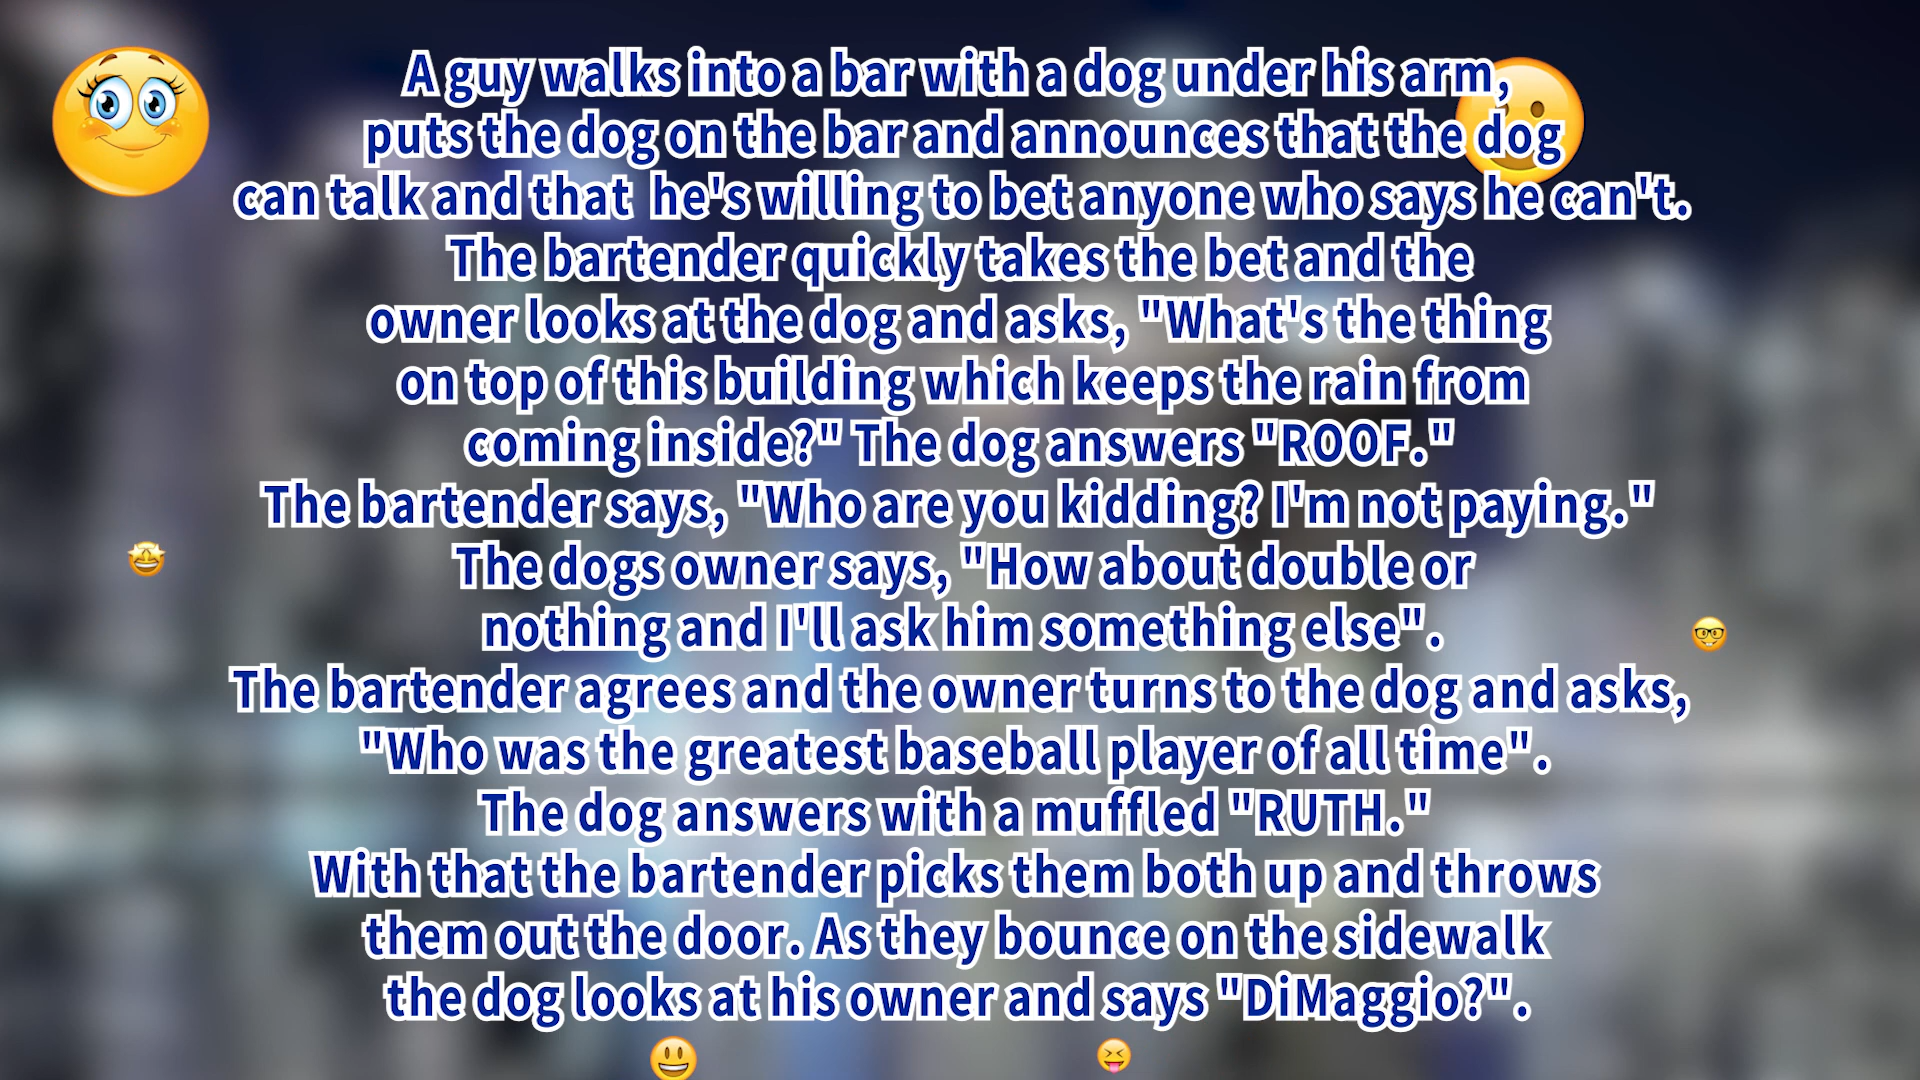 A guy walks into a bar with a dog under his arm,
puts the dog on the bar and announces that the dog
can talk and that  he's willing to bet anyone who says he can't.
The bartender quickly takes the bet and the
owner looks at the dog and asks, "What's the thing
on top of this building which keeps the rain from
coming inside?" The dog answers "ROOF."
The bartender says, "Who are you kidding? I'm not paying."
The dogs owner says, "How about double or
nothing and I'll ask him something else".
The bartender agrees and the owner turns to the dog and asks,
"Who was the greatest baseball player of all time".
The dog answers with a muffled "RUTH."
With that the bartender picks them both up and throws
them out the door. As they bounce on the sidewalk
the dog looks at his owner and says "DiMaggio?".